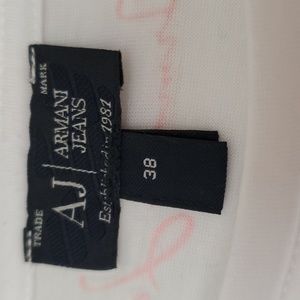 TRADE MARK
AJ ARMANI
JEANS
Established in 1981
38